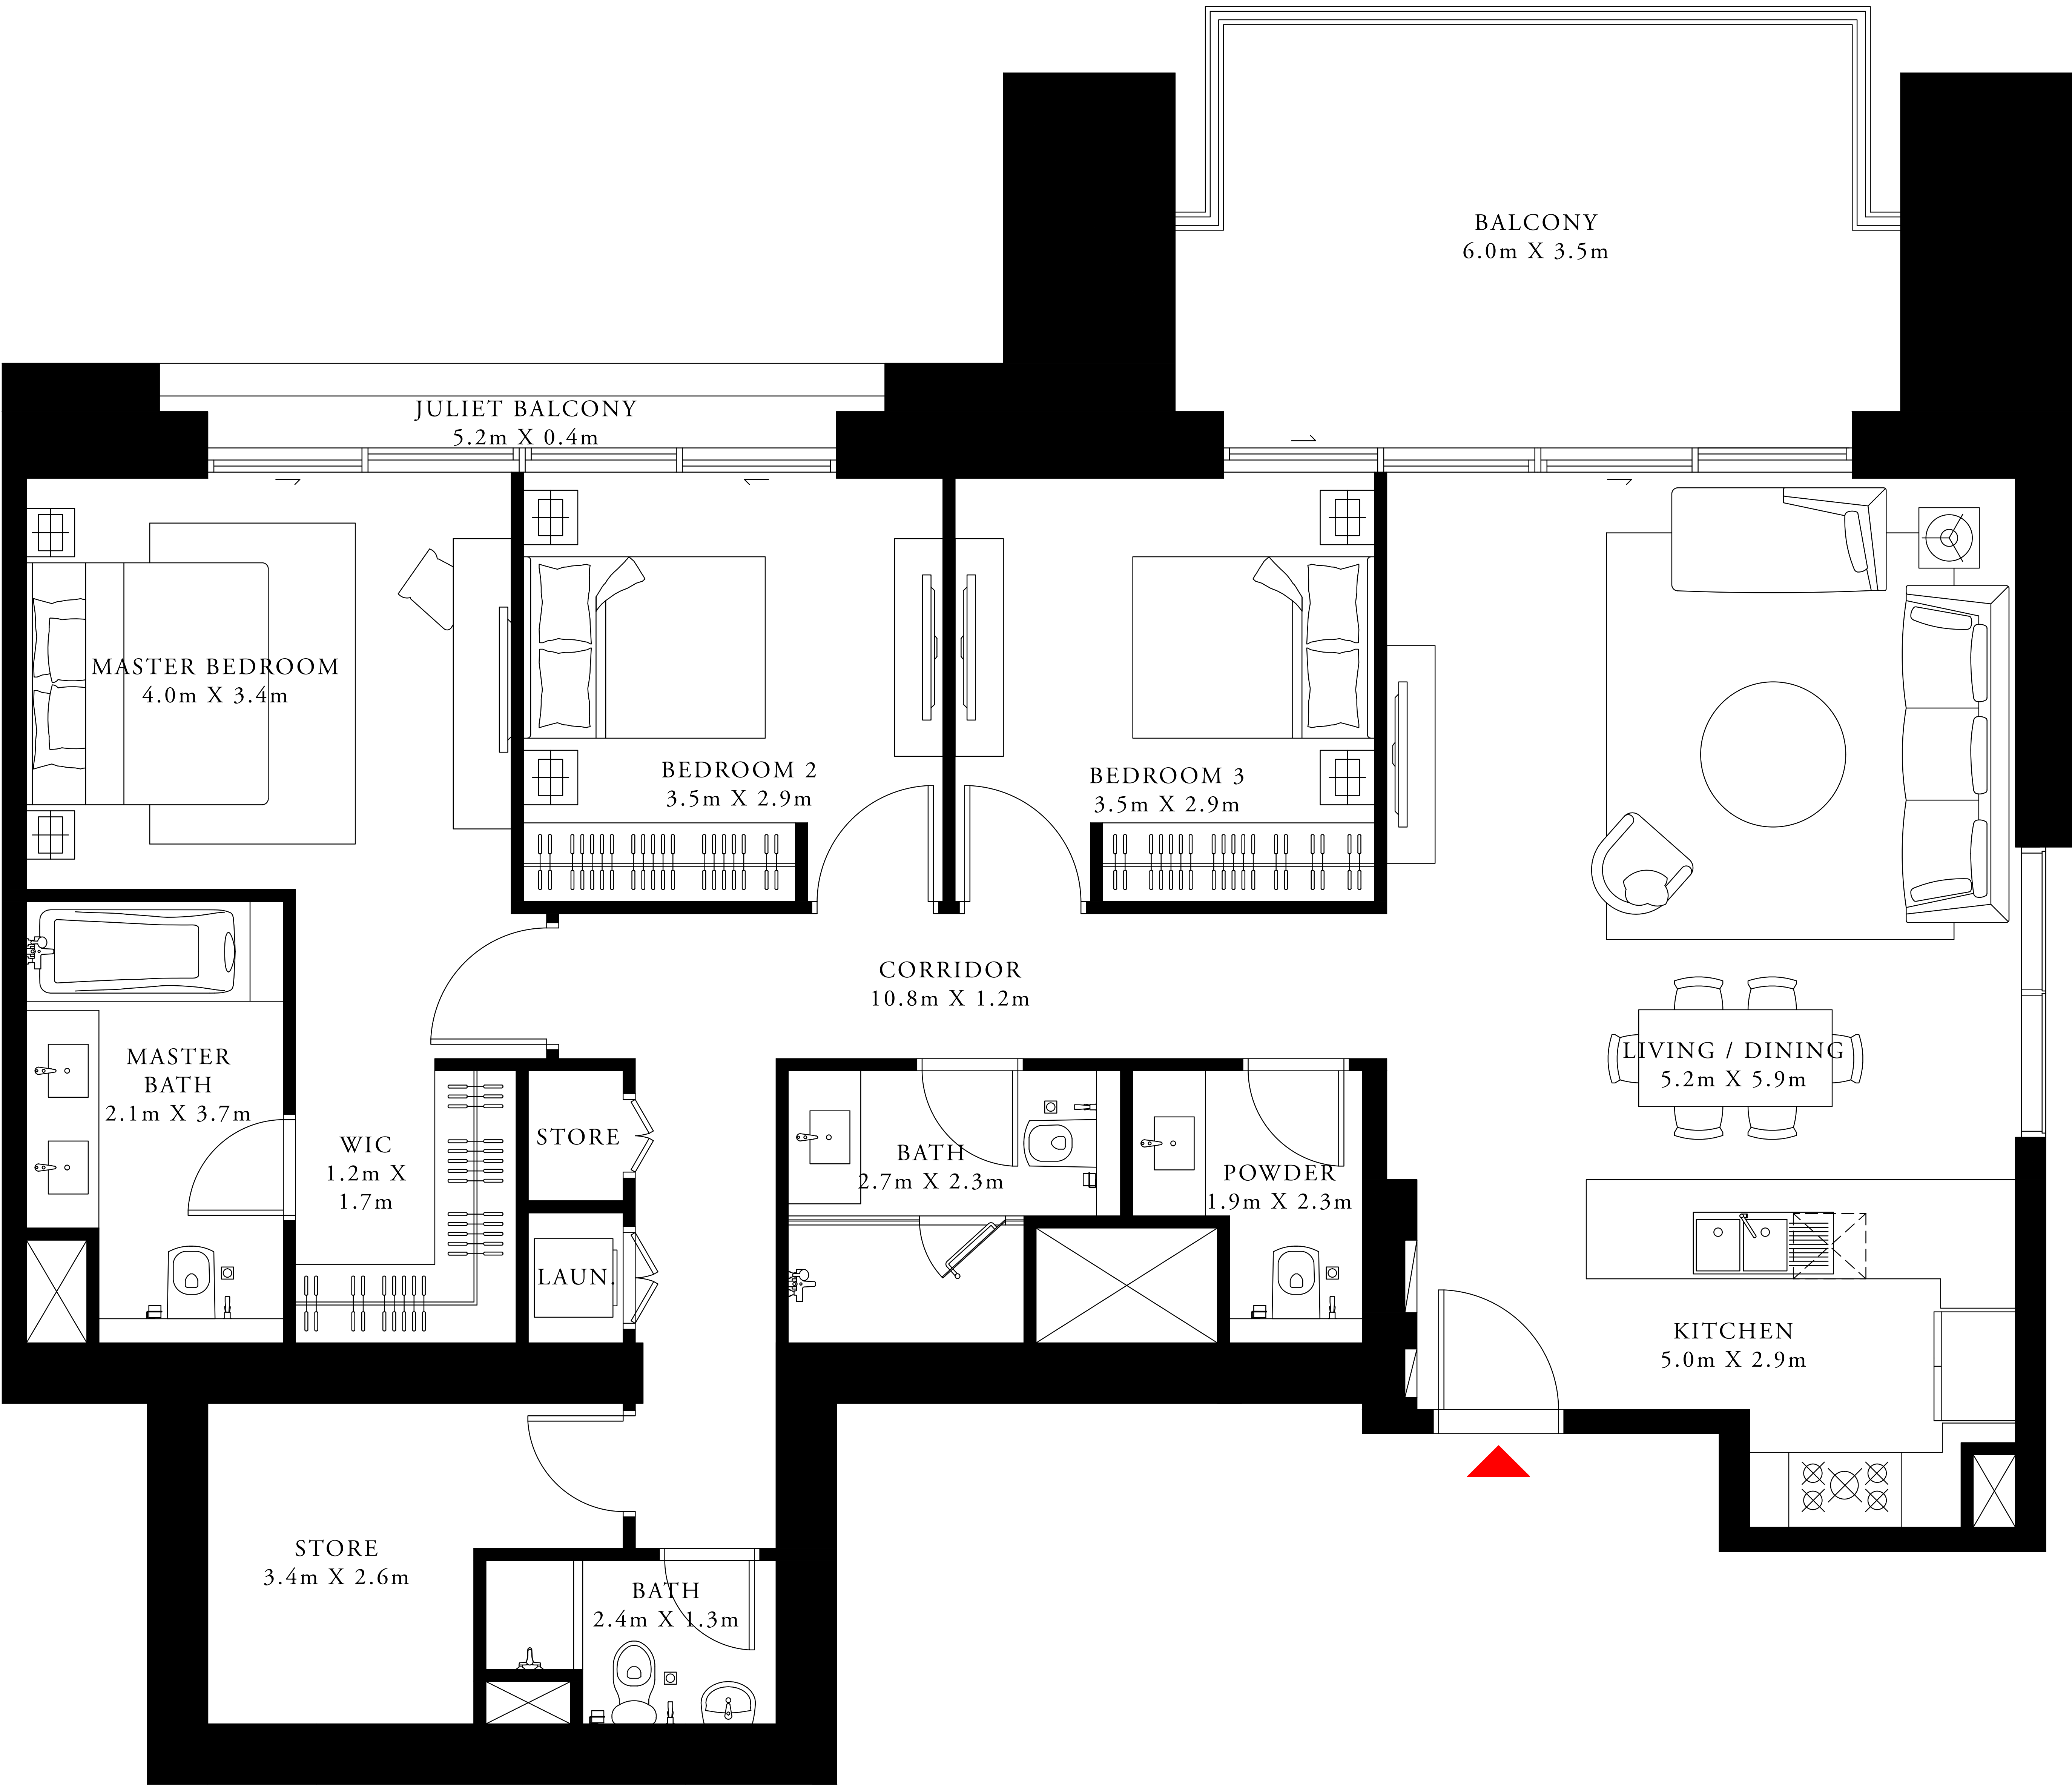 BALCONY
6.0m X 3.5m
JULIET BALCONY
5.2m X 0.4m
MASTER BEDROOM
4.0m X 3.4m
BEDROOM 2
3.5m X 2.9m
BEDROOM 3
3.5m X 2.9m
CORRIDOR
10.8m X 1.2m
LIVING / DINING
5.2m X 5.9m
MASTER
BATH
2.1m X 3.7m
WIC
1.2m X
1.7m
STORE
LAUN.
BATH
2.7m X 2.3m
POWDER
1.9m X 2.3m
KITCHEN
5.0m X 2.9m
STORE
3.4m X 2.6m
BATH
2.4m X 1.3m